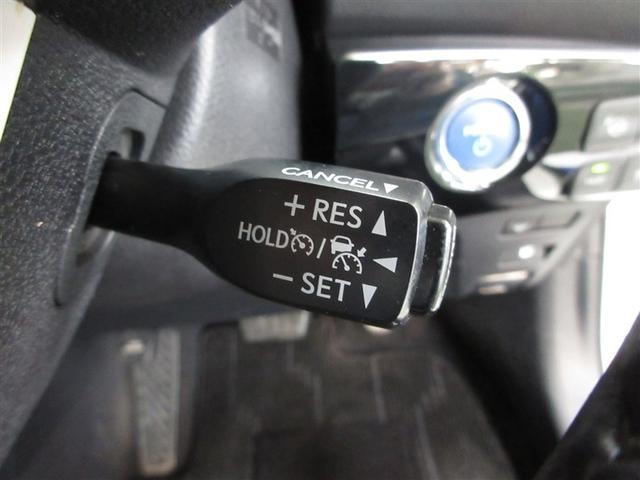 CANCEL▼
+ RES ▲
HOLD / ◀
− SET ▼